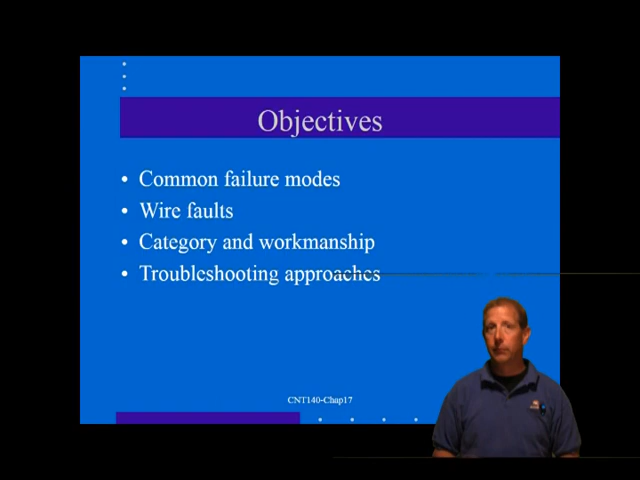 Objectives
• Common failure modes
• Wire faults
• Category and workmanship
• Troubleshooting approaches
CNT140-Chap17